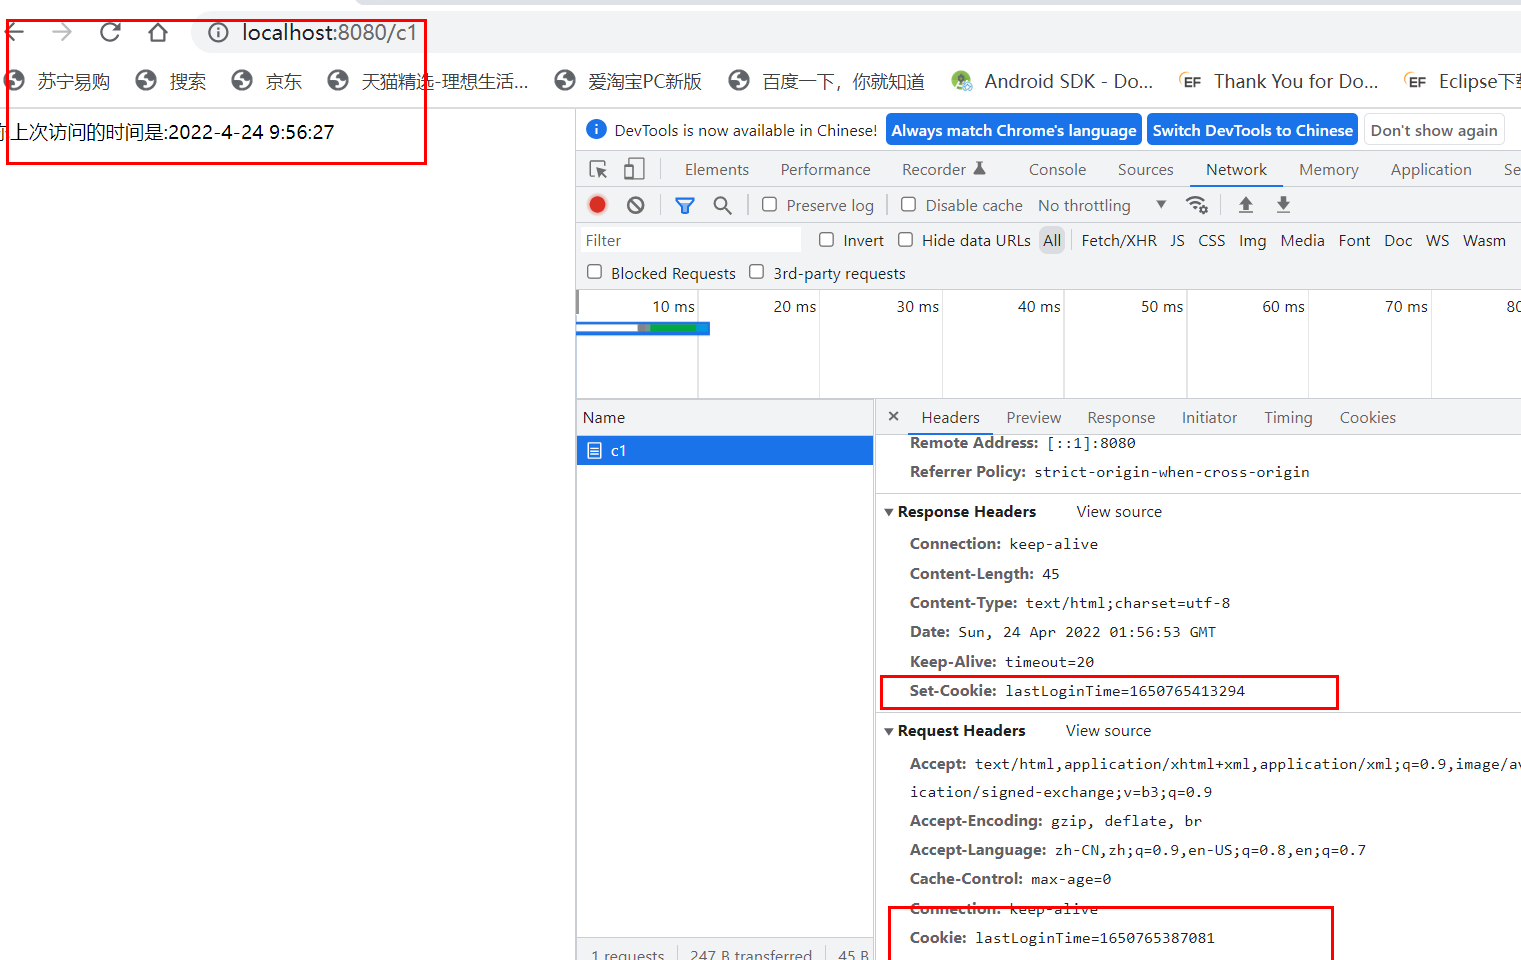 localhost:8080/c1
苏宁易购 搜索 京东 天猫精选-理想生活... 爱淘宝PC新版 百度一下，你就知道 Android SDK - Do... EF Thank You for Do... EF Eclipse下
上次访问的时间是:2022-4-24 9:56:27
DevTools is now available in Chinese! Always match Chrome's language Switch DevTools to Chinese Don't show again
Elements Performance Recorder Console Sources Network Memory Application Se
Preserve log Disable cache No throttling
Filter Invert Hide data URLs All Fetch/XHR JS CSS Img Media Font Doc WS Wasm
Blocked Requests 3rd-party requests
10 ms 20 ms 30 ms 40 ms 50 ms 60 ms 70 ms 80
Name
c1
1 requests 247 B transferred 45 B
× Headers Preview Response Initiator Timing Cookies
Remote Address: [::1]:8080
Referrer Policy: strict-origin-when-cross-origin
Response Headers View source
Connection: keep-alive
Content-Length: 45
Content-Type: text/html;charset=utf-8
Date: Sun, 24 Apr 2022 01:56:53 GMT
Keep-Alive: timeout=20
Set-Cookie: lastLoginTime=1650765413294
Request Headers View source
Accept: text/html,application/xhtml+xml,application/xml;q=0.9,image/av
ication/signed-exchange;v=b3;q=0.9
Accept-Encoding: gzip, deflate, br
Accept-Language: zh-CN,zh;q=0.9,en-US;q=0.8,en;q=0.7
Cache-Control: max-age=0
Connection: keep-alive
Cookie: lastLoginTime=1650765387081